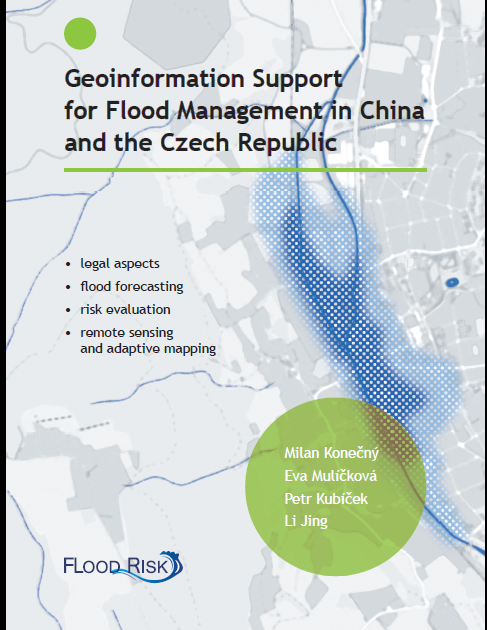 Geoinformation Support
for Flood Management in China
and the Czech Republic
• legal aspects
• flood forecasting
• risk evaluation
• remote sensing
and adaptive mapping
Milan Konečný
Eva Mulíčková
Petr Kubíček
Li Jing
FLOOD RISK